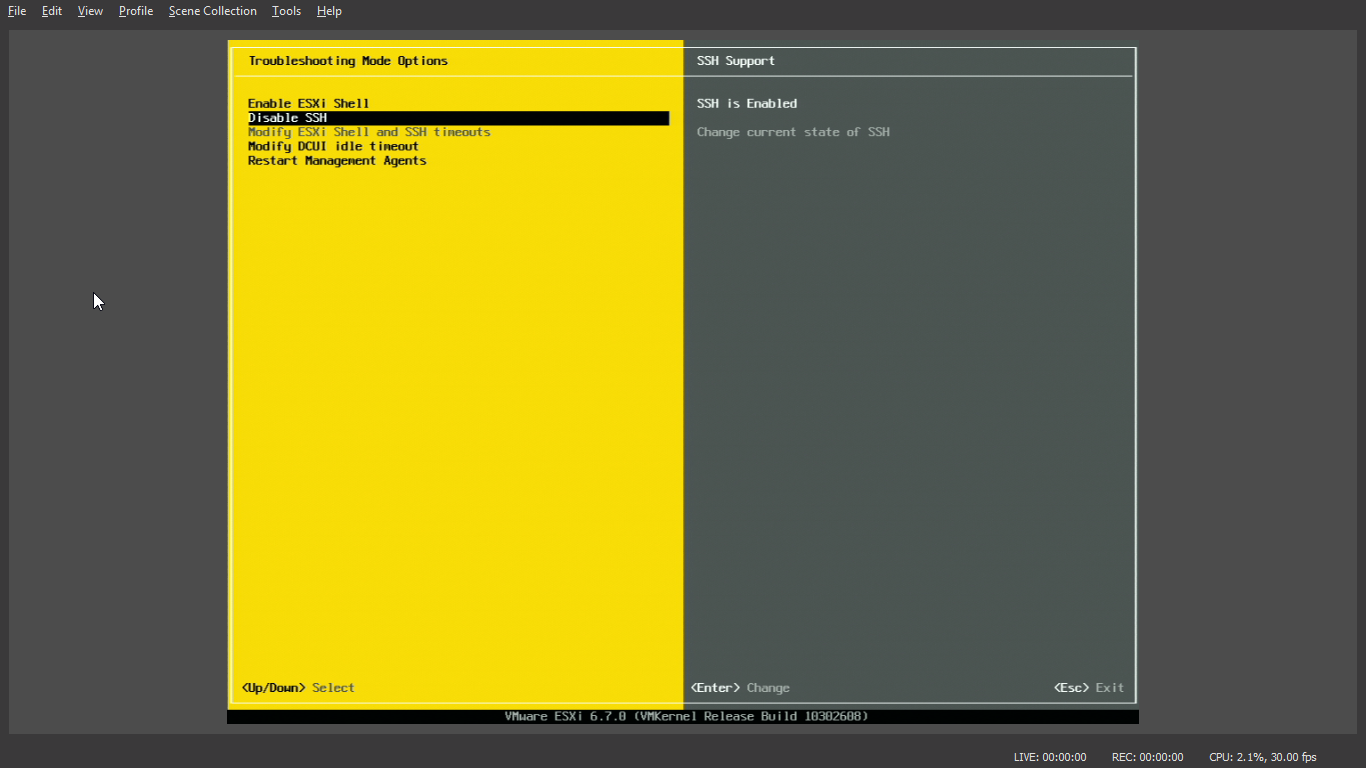 File Edit View Profile Scene Collection Tools Help
Troubleshooting Mode Options
Enable ESXi Shell
Disable SSH
Modify ESXi Shell and SSH timeouts
Modify DCUI idle timeout
Restart Management Agents
<Up/Down> Select
SSH Support
SSH is Enabled
Change current state of SSH
<Enter> Change <Esc> Exit
VMware ESXi 6.7.0 (VMKernel Release Build 10302608)
LIVE: 00:00:00 REC: 00:00:00 CPU: 2.1%, 30.00 fps